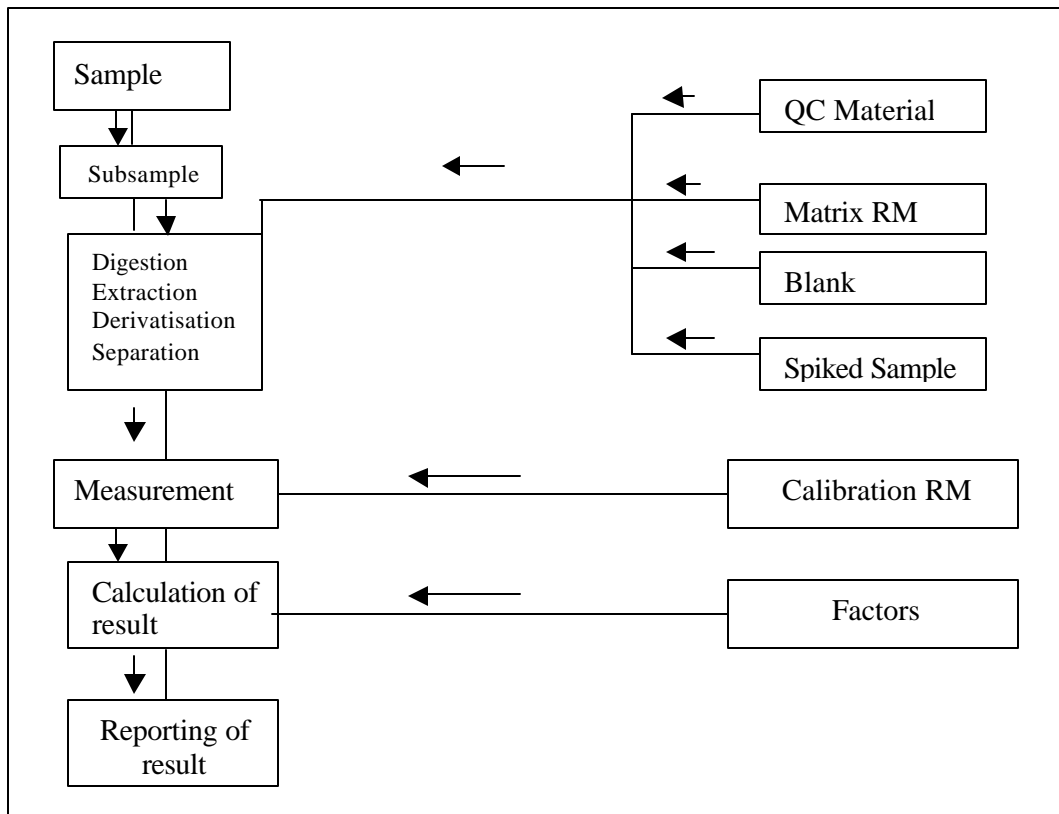 Sample
Subsample
Digestion
Extraction
Derivatisation
Separation
Measurement
Calculation of
result
Reporting of
result
QC Material
Matrix RM
Blank
Spiked Sample
Calibration RM
Factors